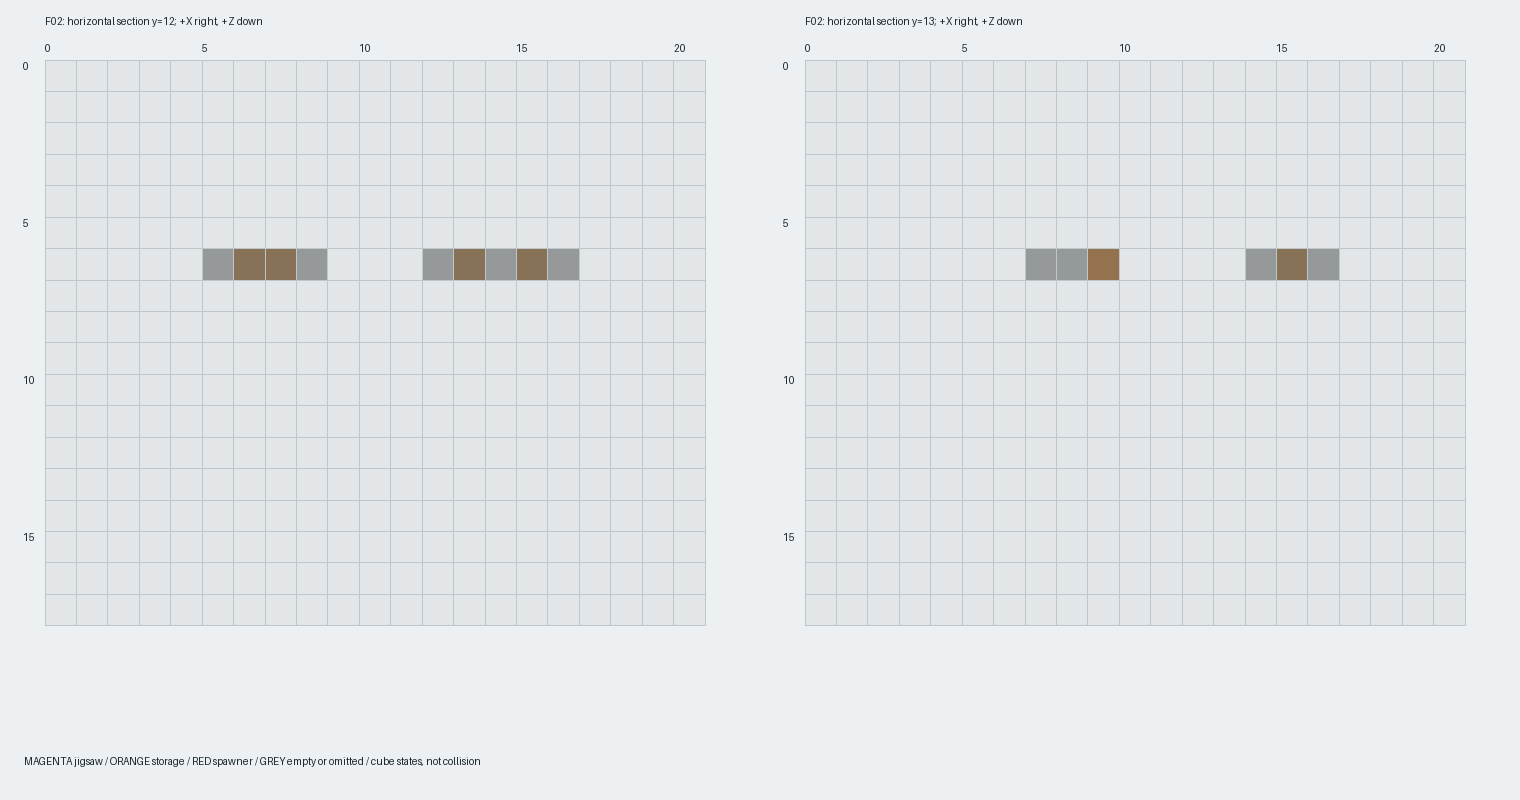 F02: horizontal section y=12; +X right, +Z down
0 5 10 15 20
0
5
10
15
F02: horizontal section y=13; +X right, +Z down
0 5 10 15 20
0
5
10
15
MAGENTA jigsaw / ORANGE storage / RED spawner / GREY empty or omitted / cube states, not collision